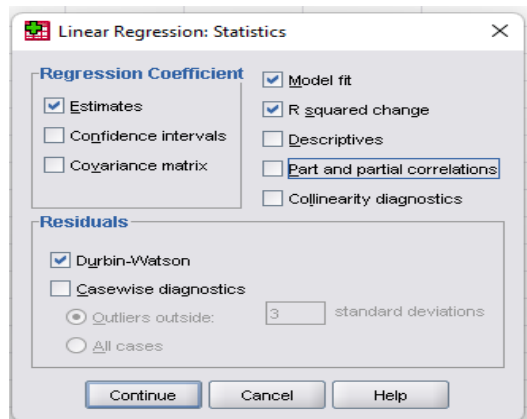 Linear Regression: Statistics
Regression Coefficient
Estimates
Confidence intervals
Covariance matrix
Model fit
R squared change
Descriptives
Part and partial correlations
Collinearity diagnostics
Residuals
Durbin-Watson
Casewise diagnostics
Outliers outside: 3 standard deviations
All cases
Continue Cancel Help